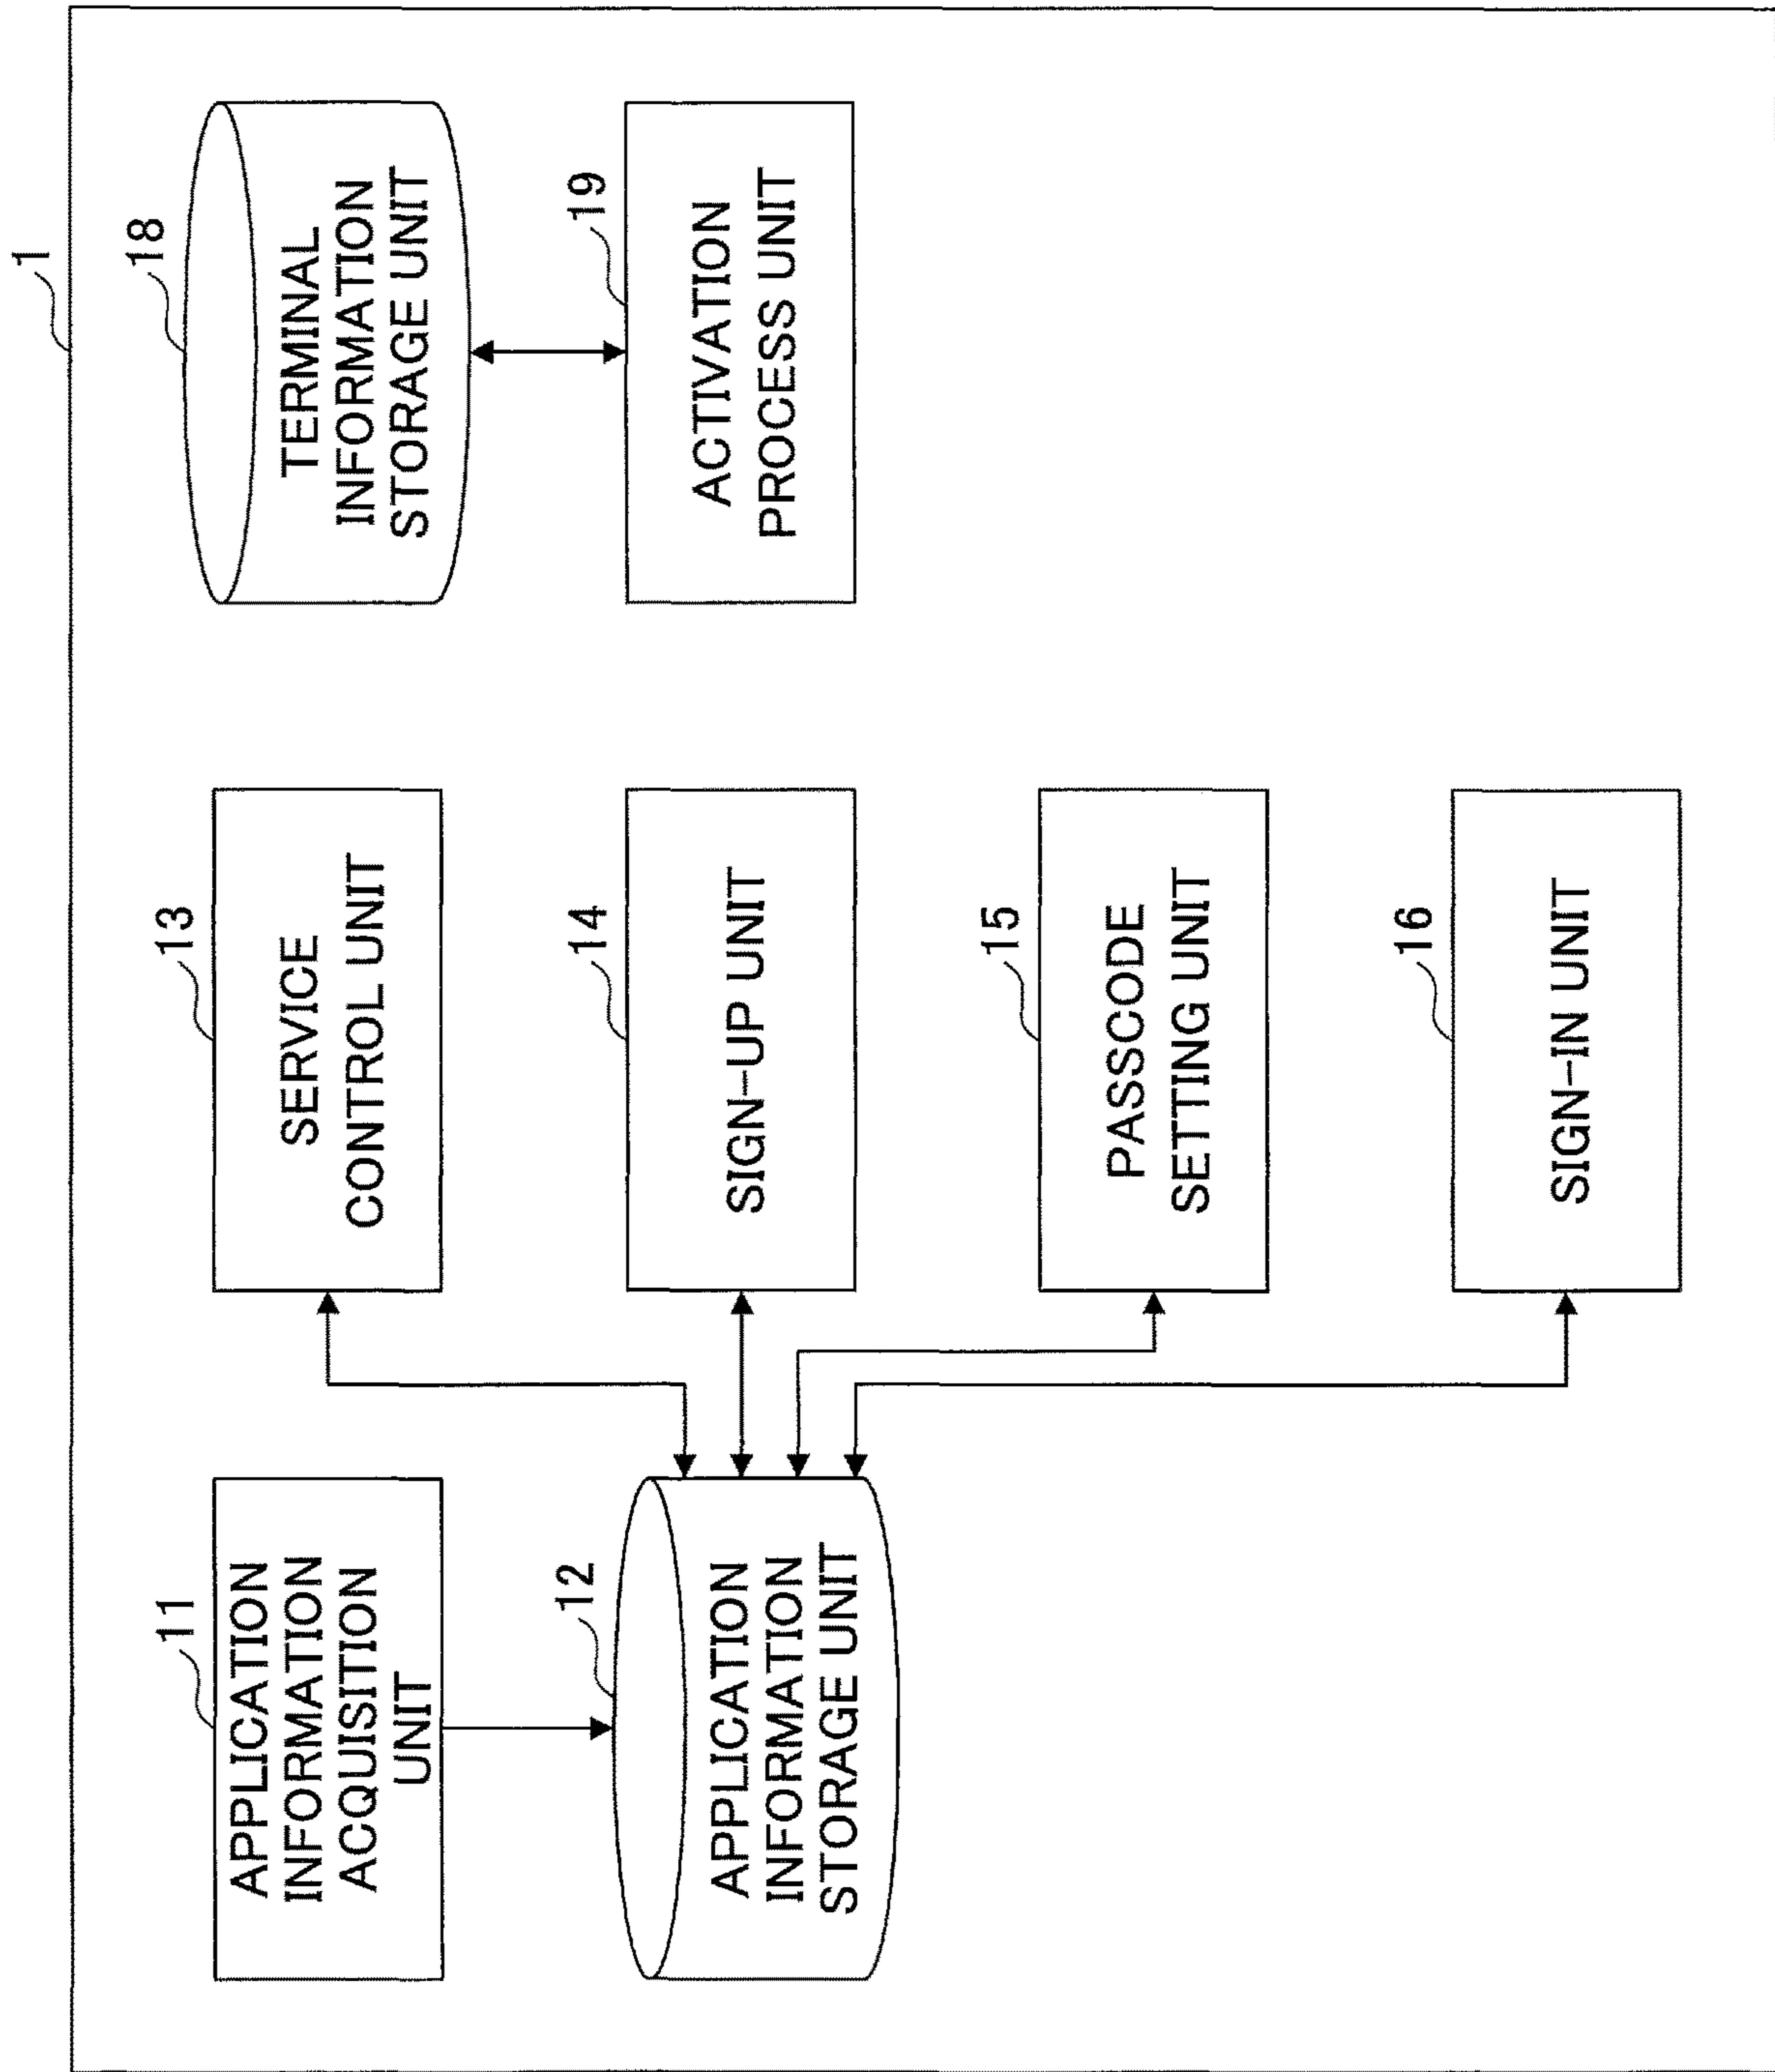 1
11
APPLICATION
INFORMATION
ACQUISITION
UNIT
12
APPLICATION
INFORMATION
STORAGE UNIT
13
SERVICE
CONTROL UNIT
14
SIGN-UP UNIT
15
PASSCODE
SETTING UNIT
16
SIGN-IN UNIT
18
TERMINAL
INFORMATION
STORAGE UNIT
19
ACTIVATION
PROCESS UNIT